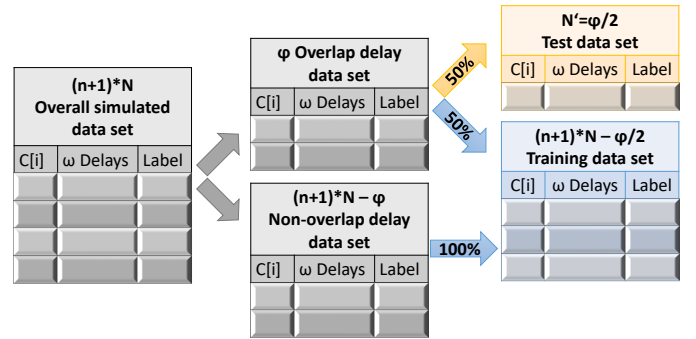 (n+1)*N
Overall simulated
data set
C[i] ω Delays Label
φ Overlap delay
data set
C[i] ω Delays Label
(n+1)*N – φ
Non-overlap delay
data set
C[i] ω Delays Label
50%
50%
100%
N‘=φ/2
Test data set
C[i] ω Delays Label
(n+1)*N – φ/2
Training data set
C[i] ω Delays Label